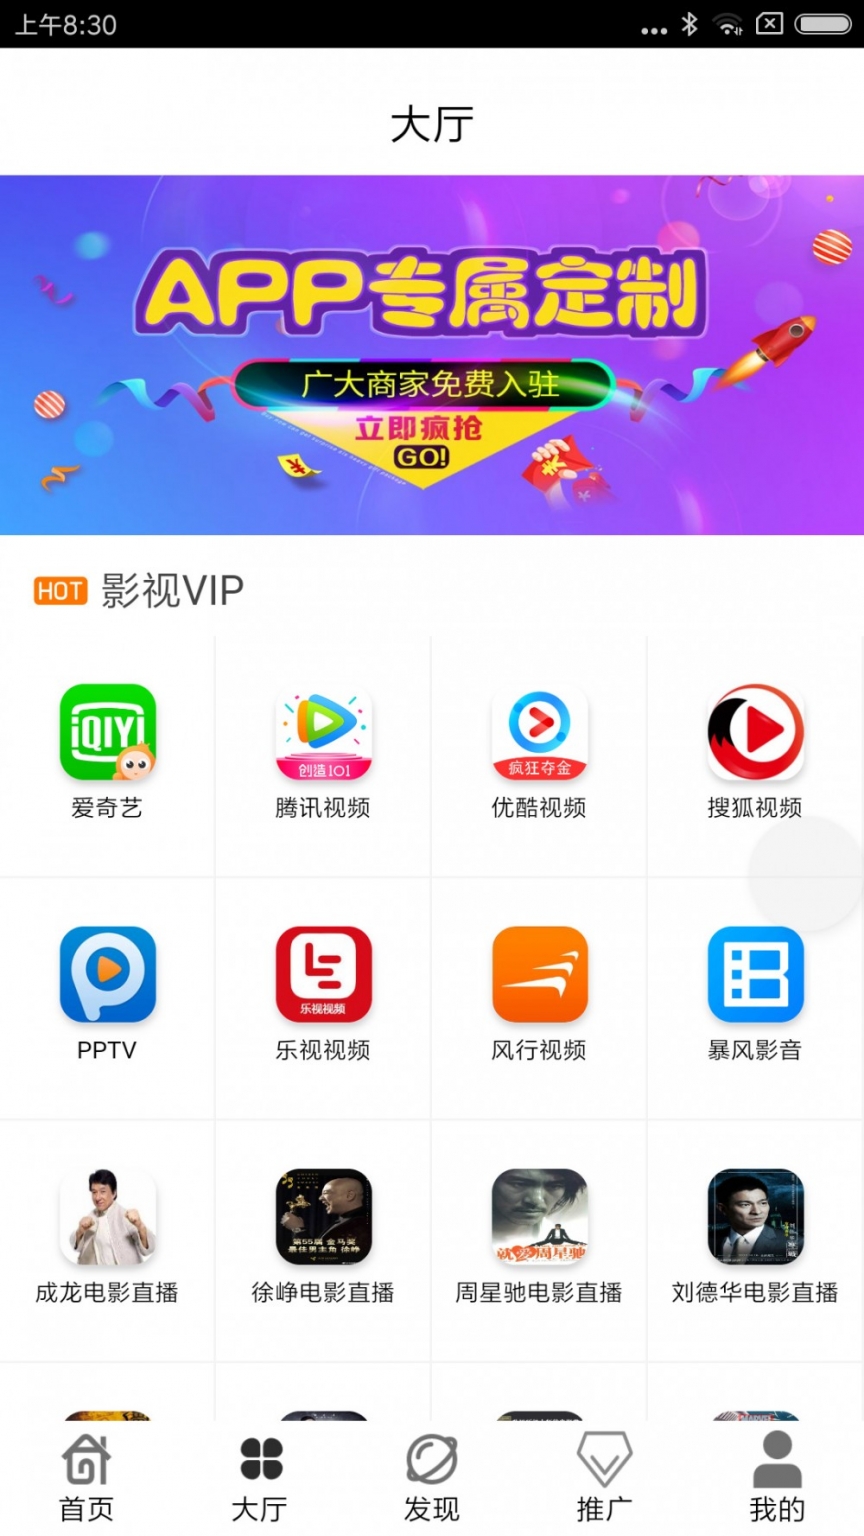 上午8:30
大厅
APP专属定制
广大商家免费入驻
立即疯抢
GO!
HOT 影视VIP
iQIYI
创造101
疯狂夺金
爱奇艺 腾讯视频 优酷视频 搜狐视频
乐视视频
PPTV 乐视视频 风行视频 暴风影音
第55届 金马奖
最佳男主角 徐峥
就爱周星驰
成龙电影直播 徐峥电影直播 周星驰电影直播 刘德华电影直播
首页 大厅 发现 推广 我的